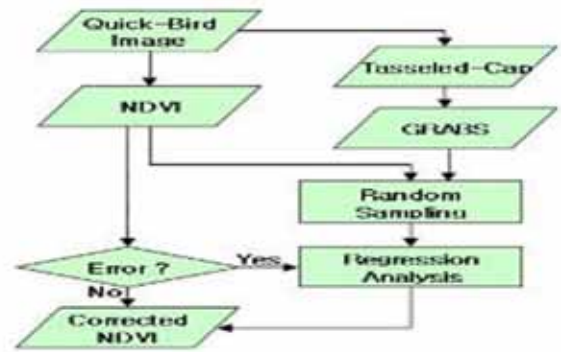 Quick-Bird
Image
Tasseled-Cap
NDVI
GRABS
Random
Sampling
Error ?
Yes
Regression
Analysis
No
Corrected
NDVI